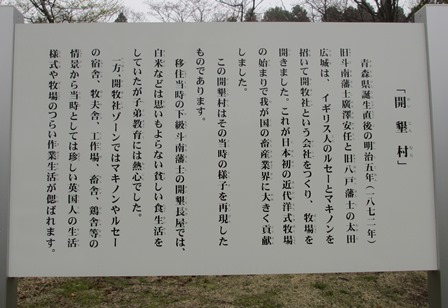 「開墾村」
青森県誕生直後の明治五年（一八七二年）
旧斗南藩士廣澤安任と旧八戸藩士の太田
広城は、イギリス人のルセーとマキノンを
招いて開牧社という会社をつくり、牧場を
開きました。これが日本初の近代洋式牧場
の始まりで我が国の畜産業界に大きく貢献
しました。
この開墾村はその当時の様子を再現した
ものであります。
移住当時の下級斗南藩士の開墾長屋では、
白米などは思いもよらない貧しい食生活を
していたが子弟教育には熱心でした。
一方、開牧社ゾーンではマキノンやルセー
の宿舎、牧夫舎、工作場、畜舎、鶏舎等の
情景から当時としては珍しい英国人の生活
様式や牧場のつらい作業生活が偲ばれます。